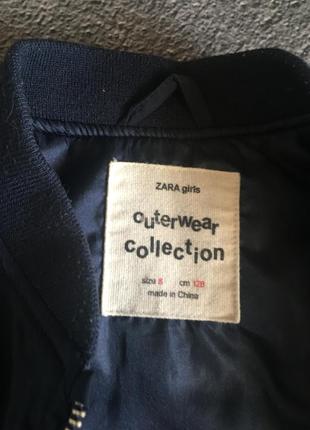 ZARA girls
outerwear
collection
size 8 cm 128
made in China